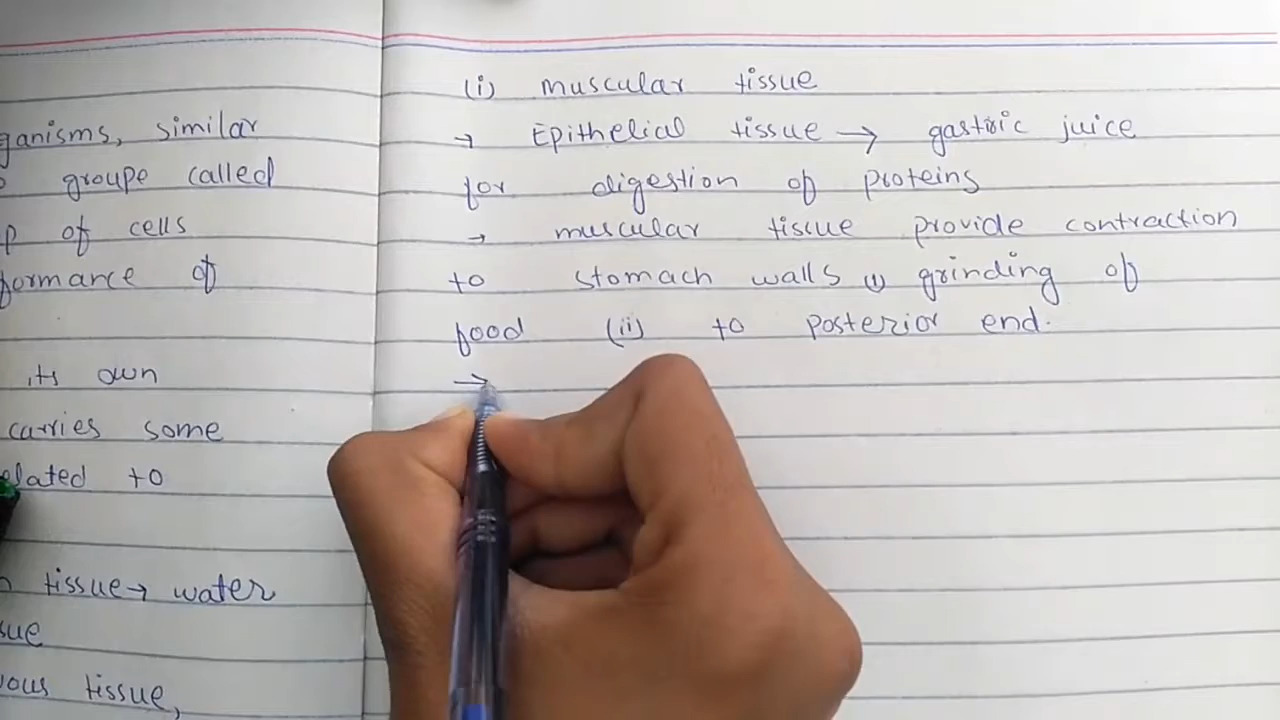 ganisms, similar
groupe called
p of cells
formance of
its own
carries some
elated to
tissue → water
sue
uous tissue,
(i) muscular tissue
→ Epithelial tissue → gastric juice
for digestion of proteins
→ muscular tissue provide contraction
to stomach walls (i) grinding of
food (ii) to posterior end.
→